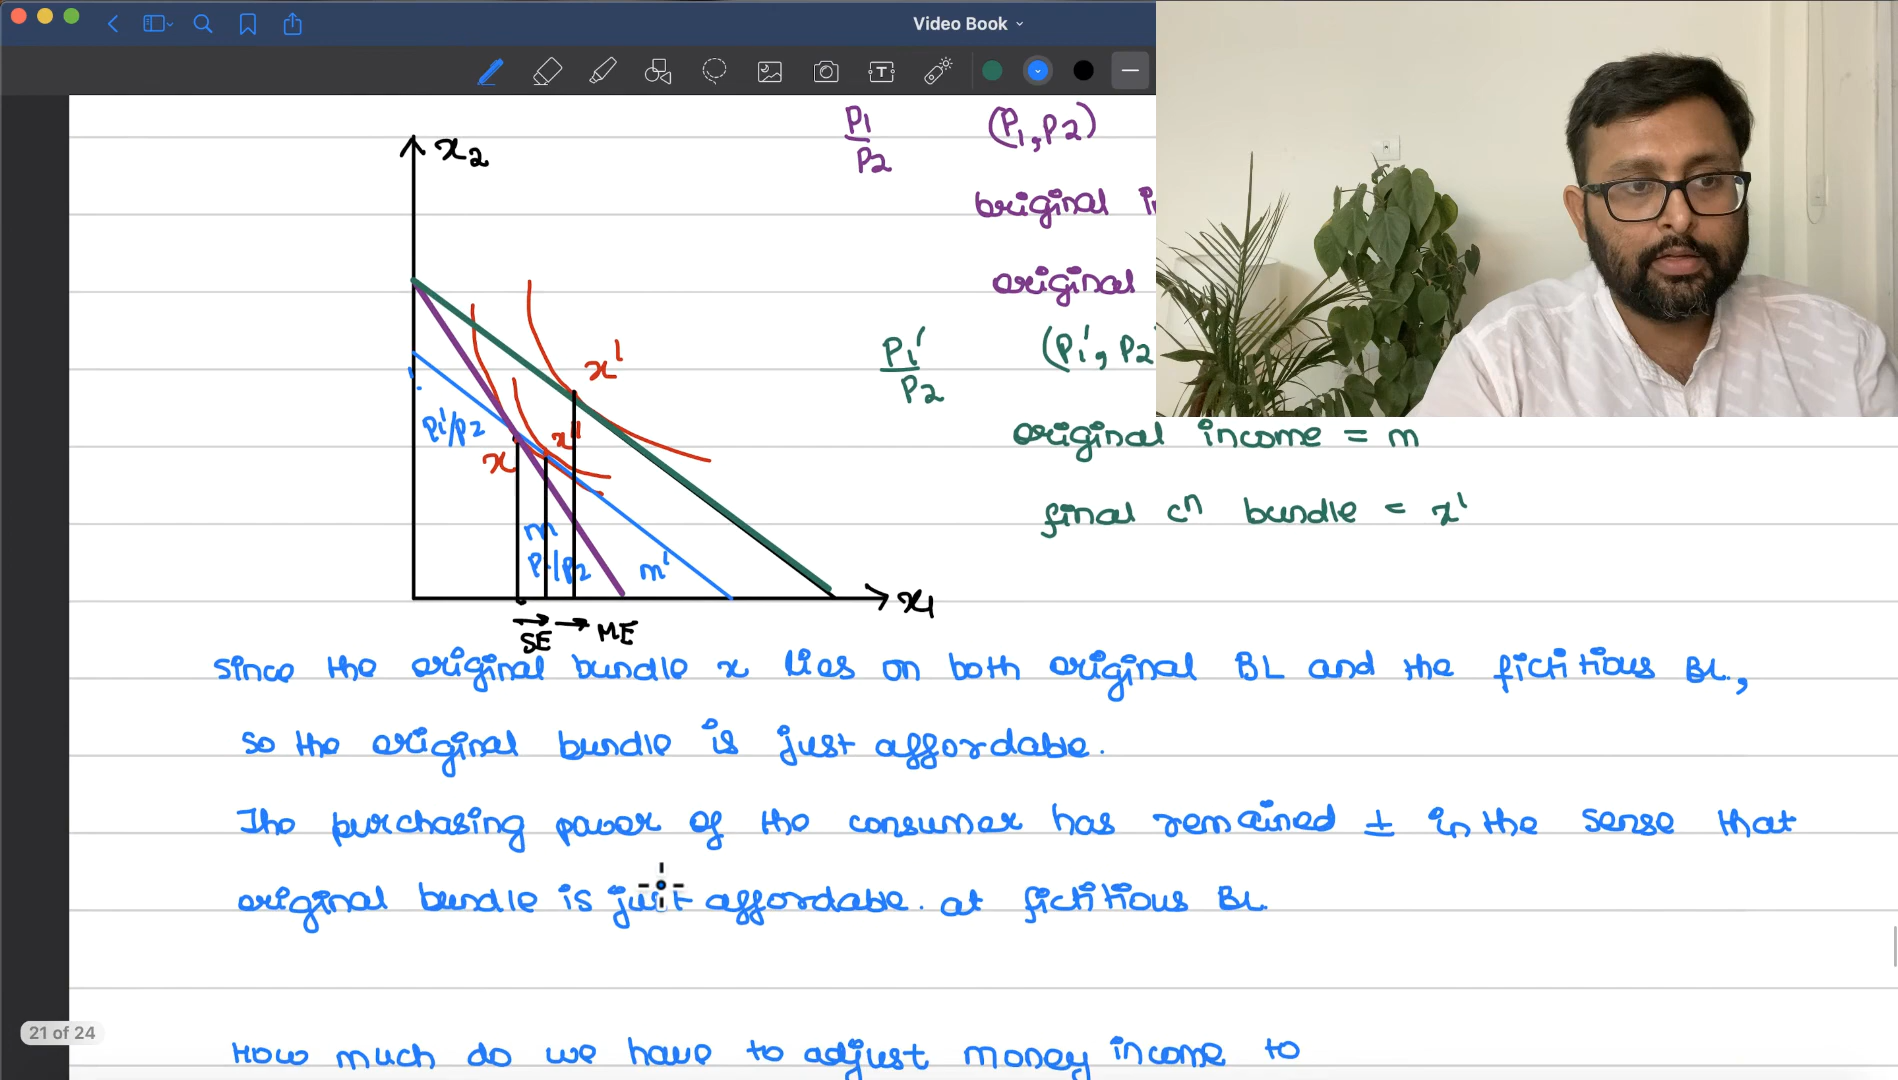 Video Book
x2
P1/P2
(P1, P2)
original
original
P1'/P2
(P1', P2
x'
P1'/P2
x
x''
original income = m
final cn bundle = x'
m
P1/P2
m'
x1
SE
ME
since the original bundle x lies on both original BL and the fictitious BL,
so the original bundle is just affordable.
The purchasing power of the consumer has remained ± in the sense that
original bundle is just affordable. at fictitious BL
21 of 24
How much do we have to adjust money income to